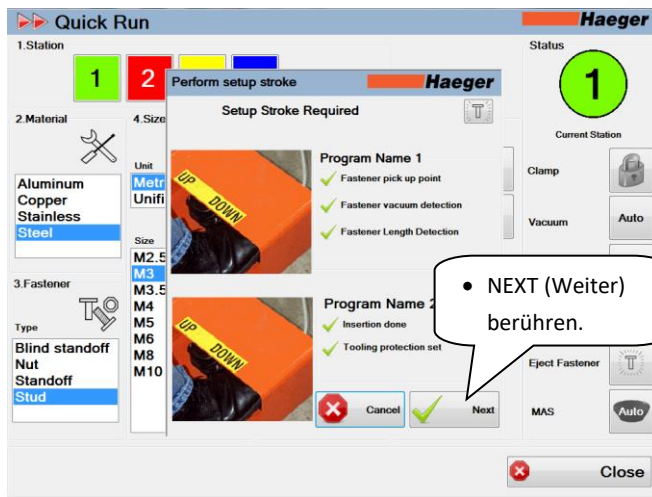 Quick Run
Haeger
1.Station
1
2
Status
1
Current Station
Perform setup stroke
Haeger
Setup Stroke Required
T
2.Material
Aluminum
Copper
Stainless
Steel
4.Size
Unit
Metr
Unifi
Size
M2.5
M3
M3.5
M4
M5
M6
M8
M10
3.Fastener
Type
Blind standoff
Nut
Standoff
Stud
UP
DOWN
Program Name 1
Fastener pick up point
Fastener vacuum detection
Fastener Length Detection
UP
DOWN
Program Name 2
Insertion done
Tooling protection set
Cancel
Next
• NEXT (Weiter)
berühren.
Clamp
Vacuum
Auto
Eject Fastener
T
MAS
Auto
Close